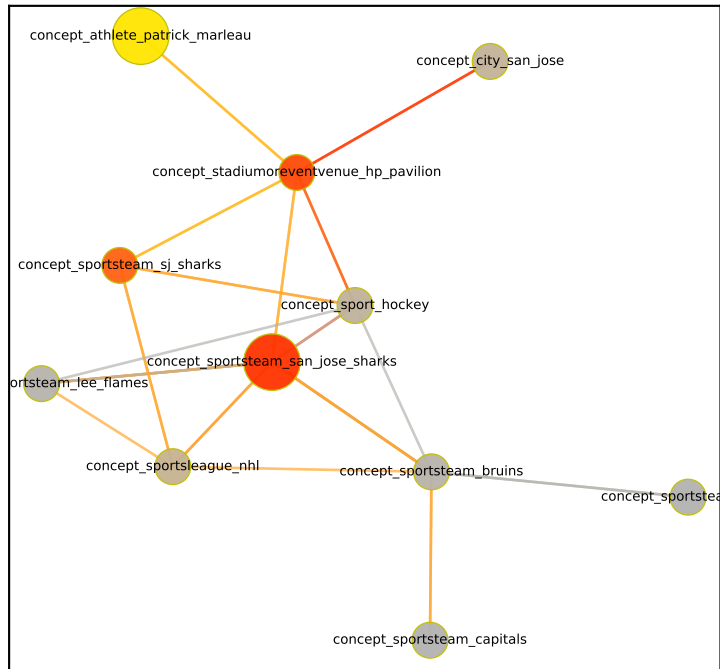 concept_athlete_patrick_marleau
concept_city_san_jose
concept_stadiumoreventvenue_hp_pavilion
concept_sportsteam_sj_sharks
concept_sport_hockey
concept_sportsteam_san_jose_sharks
ortsteam_lee_flames
concept_sportsleague_nhl
concept_sportsteam_bruins
concept_sportstea
concept_sportsteam_capitals